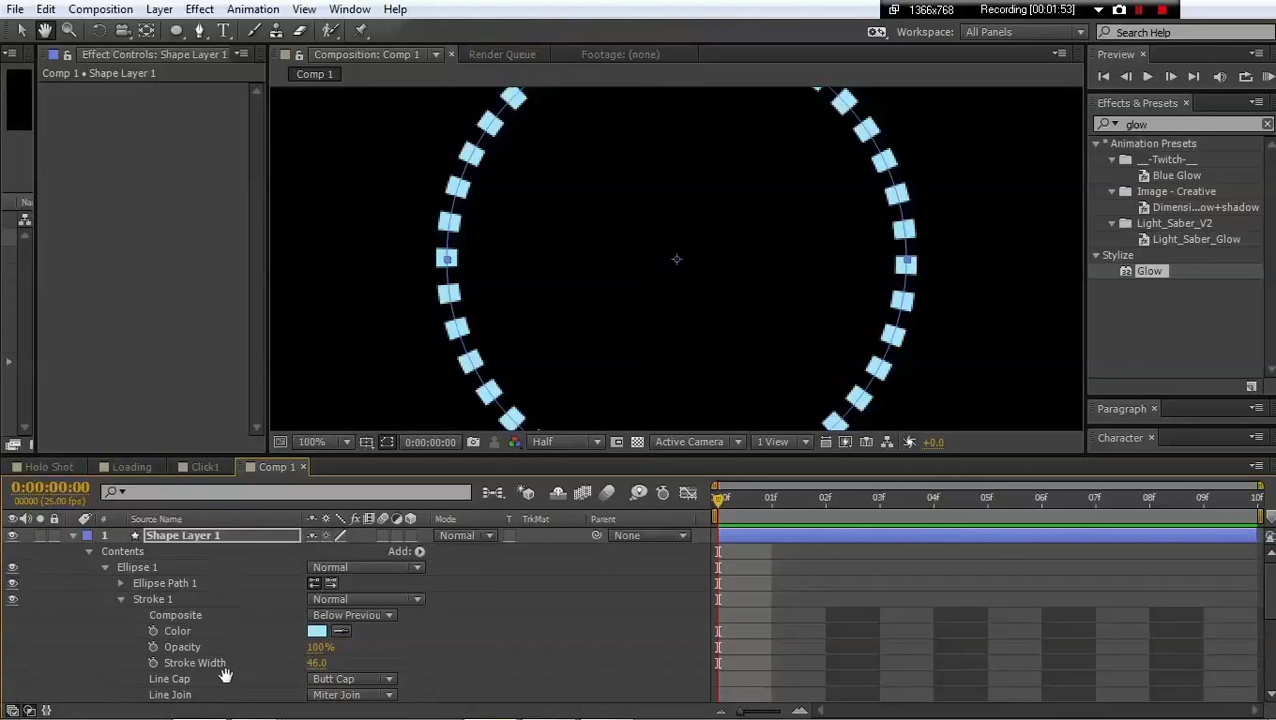 File Edit Composition Layer Effect Animation View Window Help 1366x768 Recording [00:01:53]
Workspace: All Panels Search Help
Effect Controls: Shape Layer 1 Composition: Comp 1 Render Queue Footage: (none) Preview
Comp 1 • Shape Layer 1 Comp 1
Effects & Presets
glow
* Animation Presets
__-Twitch-__
Blue Glow
Image - Creative
Dimensi...ow+shadow
Light_Saber_V2
Light_Saber_Glow
Stylize
Glow
Na
Paragraph
Character
100% 0:00:00:00 Half Active Camera 1 View +0.0
Holo Shot Loading Click1 Comp 1
0:00:00:00
00000 (25.00 fps)
00F 01f 02f 03f 04f 05f 06f 07f 08f 09f 10f
# Source Name Mode T TrkMat Parent
1 Shape Layer 1 Normal None
Contents Add:
Ellipse 1 Normal
Ellipse Path 1
Stroke 1 Normal
Composite Below Previou
Color
Opacity 100%
Stroke Width 46.0
Line Cap Butt Cap
Line Join Miter Join